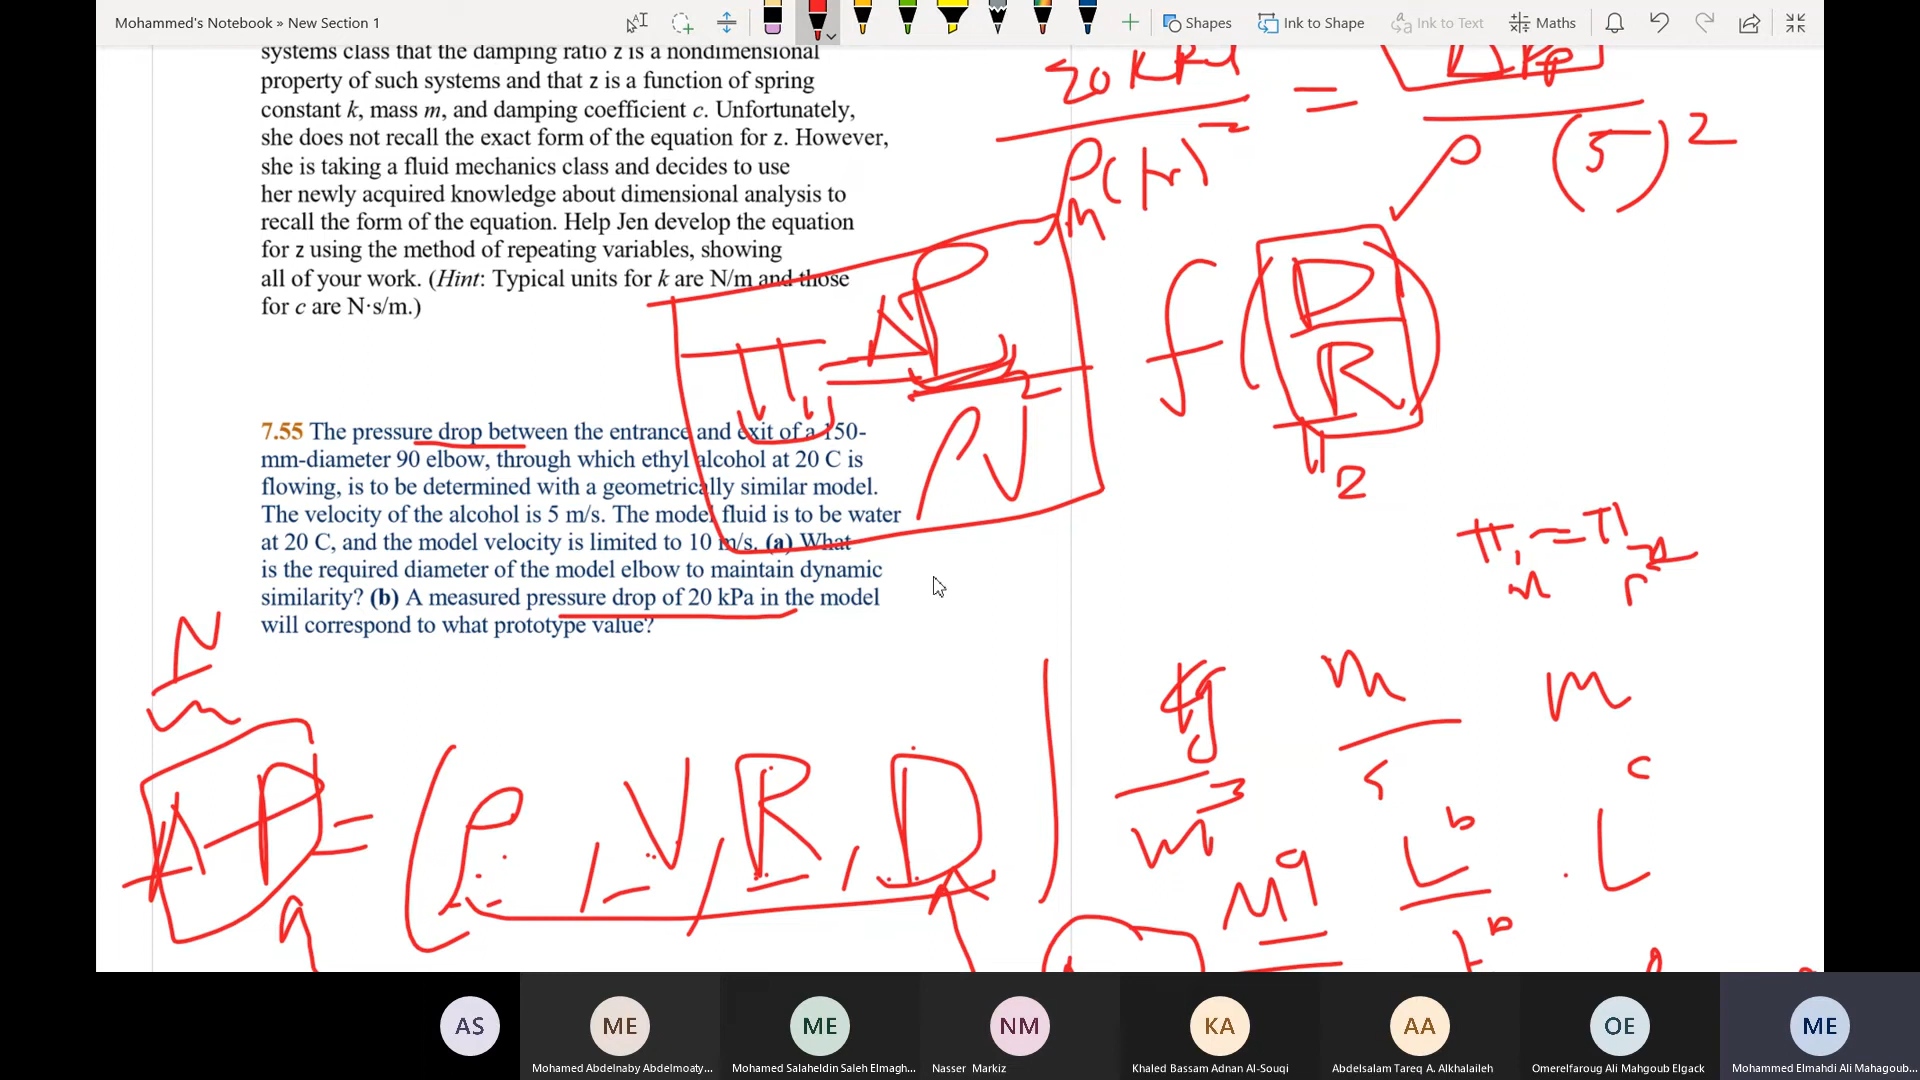 Mohammed's Notebook » New Section 1
Shapes
Ink to Shape
Ink to Text
Maths
systems class that the damping ratio z is a nondimensional
property of such systems and that z is a function of spring
constant k, mass m, and damping coefficient c. Unfortunately,
she does not recall the exact form of the equation for z. However,
she is taking a fluid mechanics class and decides to use
her newly acquired knowledge about dimensional analysis to
recall the form of the equation. Help Jen develop the equation
for z using the method of repeating variables, showing
all of your work. (Hint: Typical units for k are N/m and those
for c are N·s/m.)
20 kPa = ΔPp
ρm ( )² ρ (5)²
π1 = ΔP f(D/R)
ρV²
π2
7.55 The pressure drop between the entrance and exit of a 150-
mm-diameter 90 elbow, through which ethyl alcohol at 20 C is
flowing, is to be determined with a geometrically similar model.
The velocity of the alcohol is 5 m/s. The model fluid is to be water
at 20 C, and the model velocity is limited to 10 m/s. (a) What
is the required diameter of the model elbow to maintain dynamic
similarity? (b) A measured pressure drop of 20 kPa in the model
will correspond to what prototype value?
N
m
ΔP = (ρ, V, R, D)
kg m m
m³ s
M^a L^b L
t^b
AS
ME
ME
NM
KA
AA
OE
ME
Mohamed Abdelnaby Abdelmoaty...
Mohamed Salaheldin Saleh Elmagh...
Nasser Markiz
Khaled Bassam Adnan Al-Souqi
Abdelsalam Tareq A. Alkhalaileh
Omerelfaroug Ali Mahgoub Elgack
Mohammed Elmahdi Ali Mahagoub...